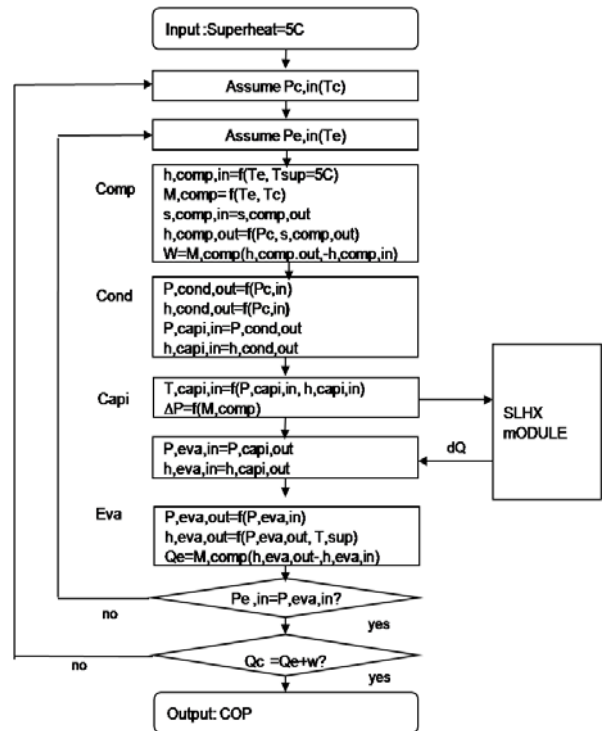 Input :Superheat=5C
Assume Pc,in(Tc)
Assume Pe,in(Te)
Comp
h,comp,in=f(Te, Tsup=5C)
M,comp= f(Te, Tc)
s,comp,in=s,comp,out
h,comp,out=f(Pc, s,comp,out)
W=M,comp(h,comp.out,-h,comp,in)
Cond
P,cond,out=f(Pc,in)
h,cond,out=f(Pc,in)
P,capi,in=P,cond,out
h,capi,in=h,cond,out
Capi
T,capi,in=f(P,capi,in, h,capi,in)
ΔP=f(M,comp)
SLHX
mODULE
dQ
P,eva,in=P,capi,out
h,eva,in=h,capi,out
Eva
P,eva,out=f(P,eva,in)
h,eva,out=f(P,eva,out, T,sup)
Qe=M,comp(h,eva,out-,h,eva,in)
Pe ,in=P,eva,in?
no
yes
Qc =Qe+w?
no
yes
Output: COP